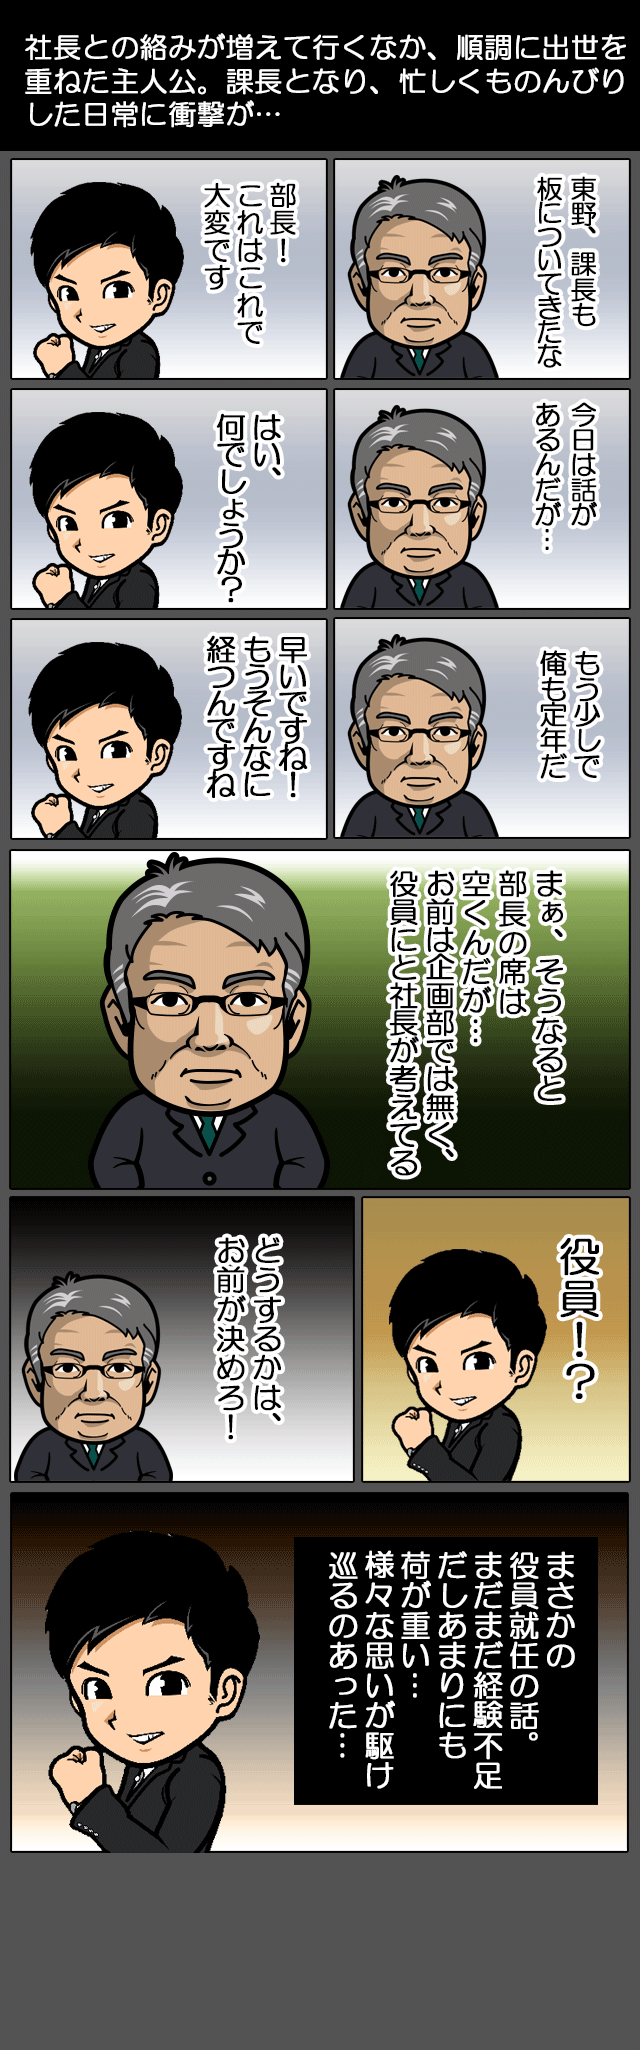 社長との絡みが増えて行くなか、順調に出世を
重ねた主人公。課長となり、忙しくものんびり
した日常に衝撃が…
東野、課長も
板についてきたな
部長！
これはこれで
大変です
今日は話が
あるんだが…
はい、
何でしょうか？
もう少しで
俺も定年だ
早いですね！
もうそんなに
経つんですね
まぁ、そうなると
部長の席は
空くんだが…
お前は企画部では無く、
役員にと社長が考えてる
役員！？
どうするかは、
お前が決めろ！
まさかの
役員就任の話。
まだまだ経験不足
だしあまりにも
荷が重い…
様々な思いが駆け
巡るのあった…